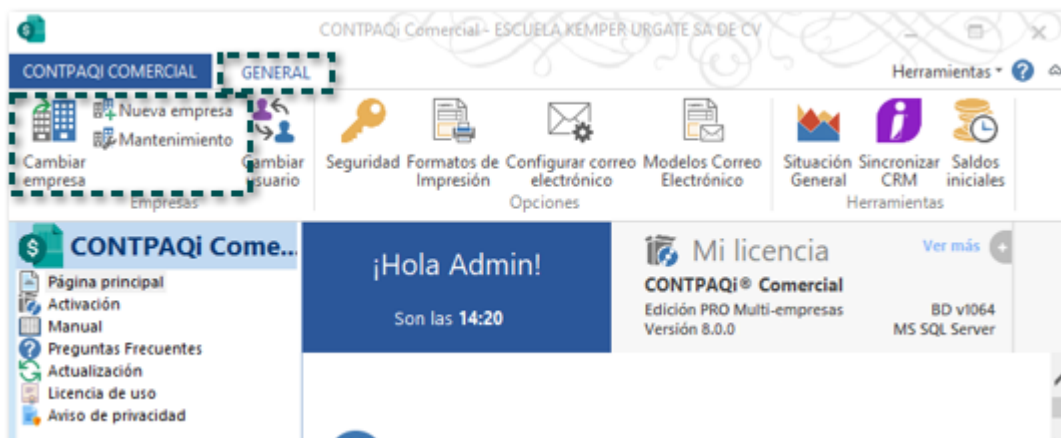 CONTPAQi Comercial - ESCUELA KEMPER URGATE SA DE CV
CONTPAQI COMERCIAL GENERAL Herramientas
Cambiar empresa
Nueva empresa
Mantenimiento
Cambiar usuario
Seguridad
Formatos de Impresión
Configurar correo electrónico
Modelos Correo Electrónico
Situación General
Sincronizar CRM
Saldos iniciales
Empresas Opciones Herramientas
CONTPAQi Come...
Página principal
Activación
Manual
Preguntas Frecuentes
Actualización
Licencia de uso
Aviso de privacidad
¡Hola Admin!
Son las 14:20
Mi licencia Ver más
CONTPAQi® Comercial
Edición PRO Multi-empresas BD v1064
Versión 8.0.0 MS SQL Server